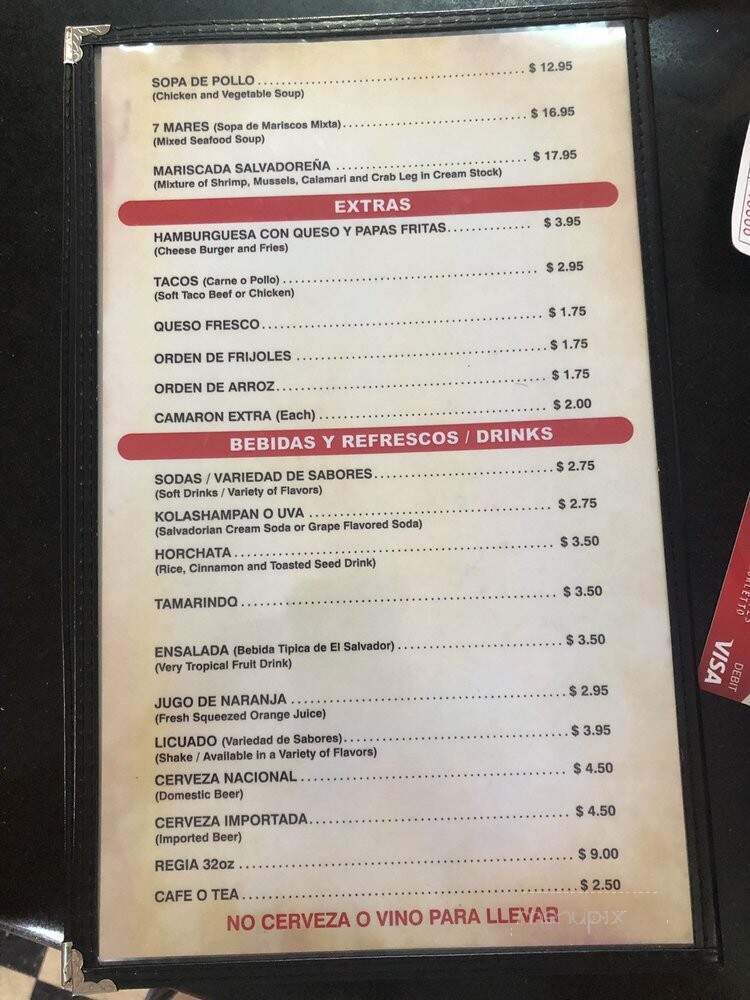 SOPA DE POLLO ........ $ 12.95
(Chicken and Vegetable Soup)
7 MARES (Sopa de Mariscos Mixta) ........ $ 16.95
(Mixed Seafood Soup)
MARISCADA SALVADOREÑA ........ $ 17.95
(Mixture of Shrimp, Mussels, Calamari and Crab Leg in Cream Stock)
EXTRAS
HAMBURGUESA CON QUESO Y PAPAS FRITAS ........ $ 3.95
(Cheese Burger and Fries)
TACOS (Carne o Pollo) ........ $ 2.95
(Soft Taco Beef or Chicken)
QUESO FRESCO ........ $ 1.75
ORDEN DE FRIJOLES ........ $ 1.75
ORDEN DE ARROZ ........ $ 1.75
CAMARON EXTRA (Each) ........ $ 2.00
BEBIDAS Y REFRESCOS / DRINKS
SODAS / VARIEDAD DE SABORES ........ $ 2.75
(Soft Drinks / Variety of Flavors)
KOLASHAMPAN O UVA ........ $ 2.75
(Salvadorian Cream Soda or Grape Flavored Soda)
HORCHATA ........ $ 3.50
(Rice, Cinnamon and Toasted Seed Drink)
TAMARINDO ........ $ 3.50
ENSALADA (Bebida Tipica de El Salvador) ........ $ 3.50
(Very Tropical Fruit Drink)
JUGO DE NARANJA ........ $ 2.95
(Fresh Squeezed Orange Juice)
LICUADO (Variedad de Sabores) ........ $ 3.95
(Shake / Available in a Variety of Flavors)
CERVEZA NACIONAL ........ $ 4.50
(Domestic Beer)
CERVEZA IMPORTADA ........ $ 4.50
(Imported Beer)
REGIA 32oz ........ $ 9.00
CAFE O TEA ........ $ 2.50
NO CERVEZA O VINO PARA LLEVAR
menupix
DEBIT
VISA